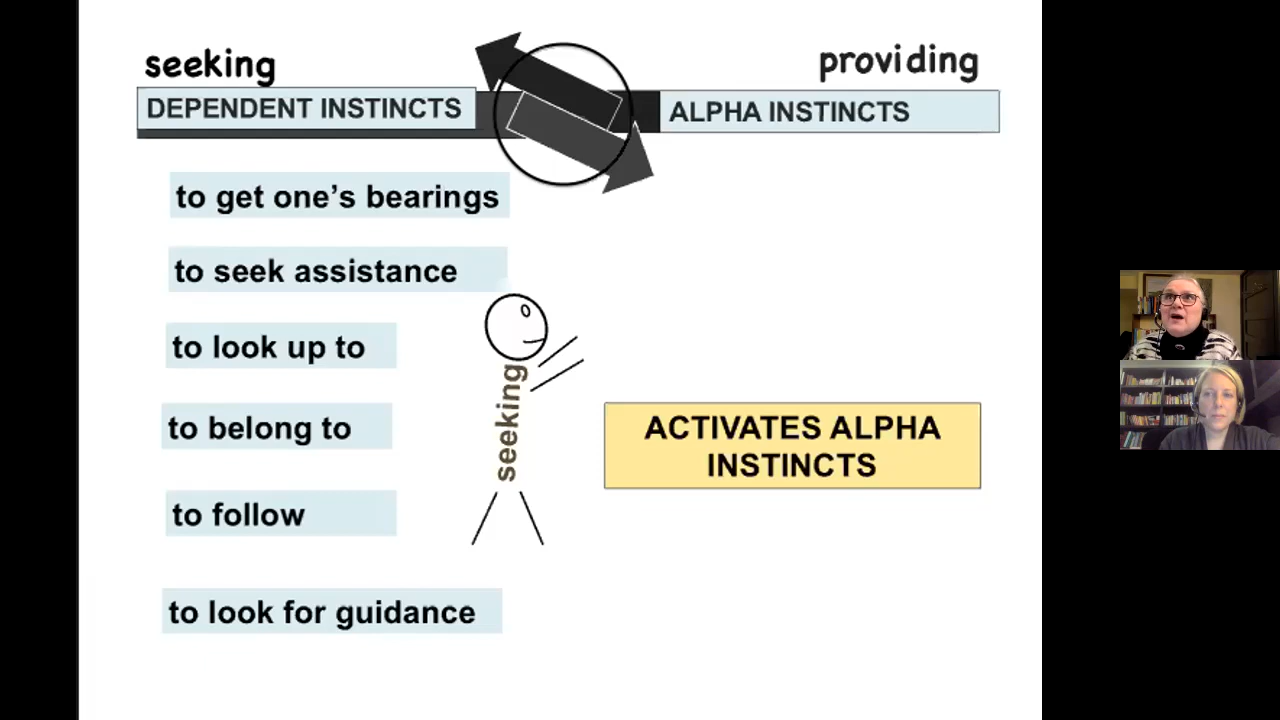 seeking
providing
DEPENDENT INSTINCTS
ALPHA INSTINCTS
to get one's bearings
to seek assistance
to look up to
to belong to
to follow
to look for guidance
seeking
ACTIVATES ALPHA
INSTINCTS